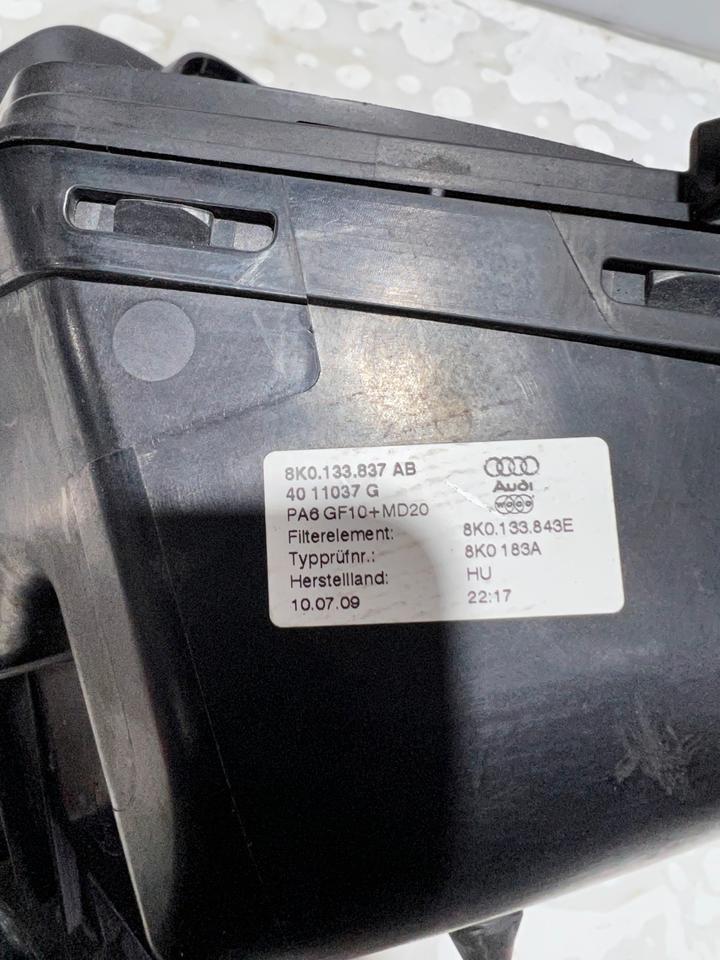 8K0.133.837 AB
40 11037 G
PA6 GF10+MD20
Audi
Filterelement: 8K0.133.843E
Typprüfnr.: 8K0 183A
Herstellland: HU
10.07.09 22:17